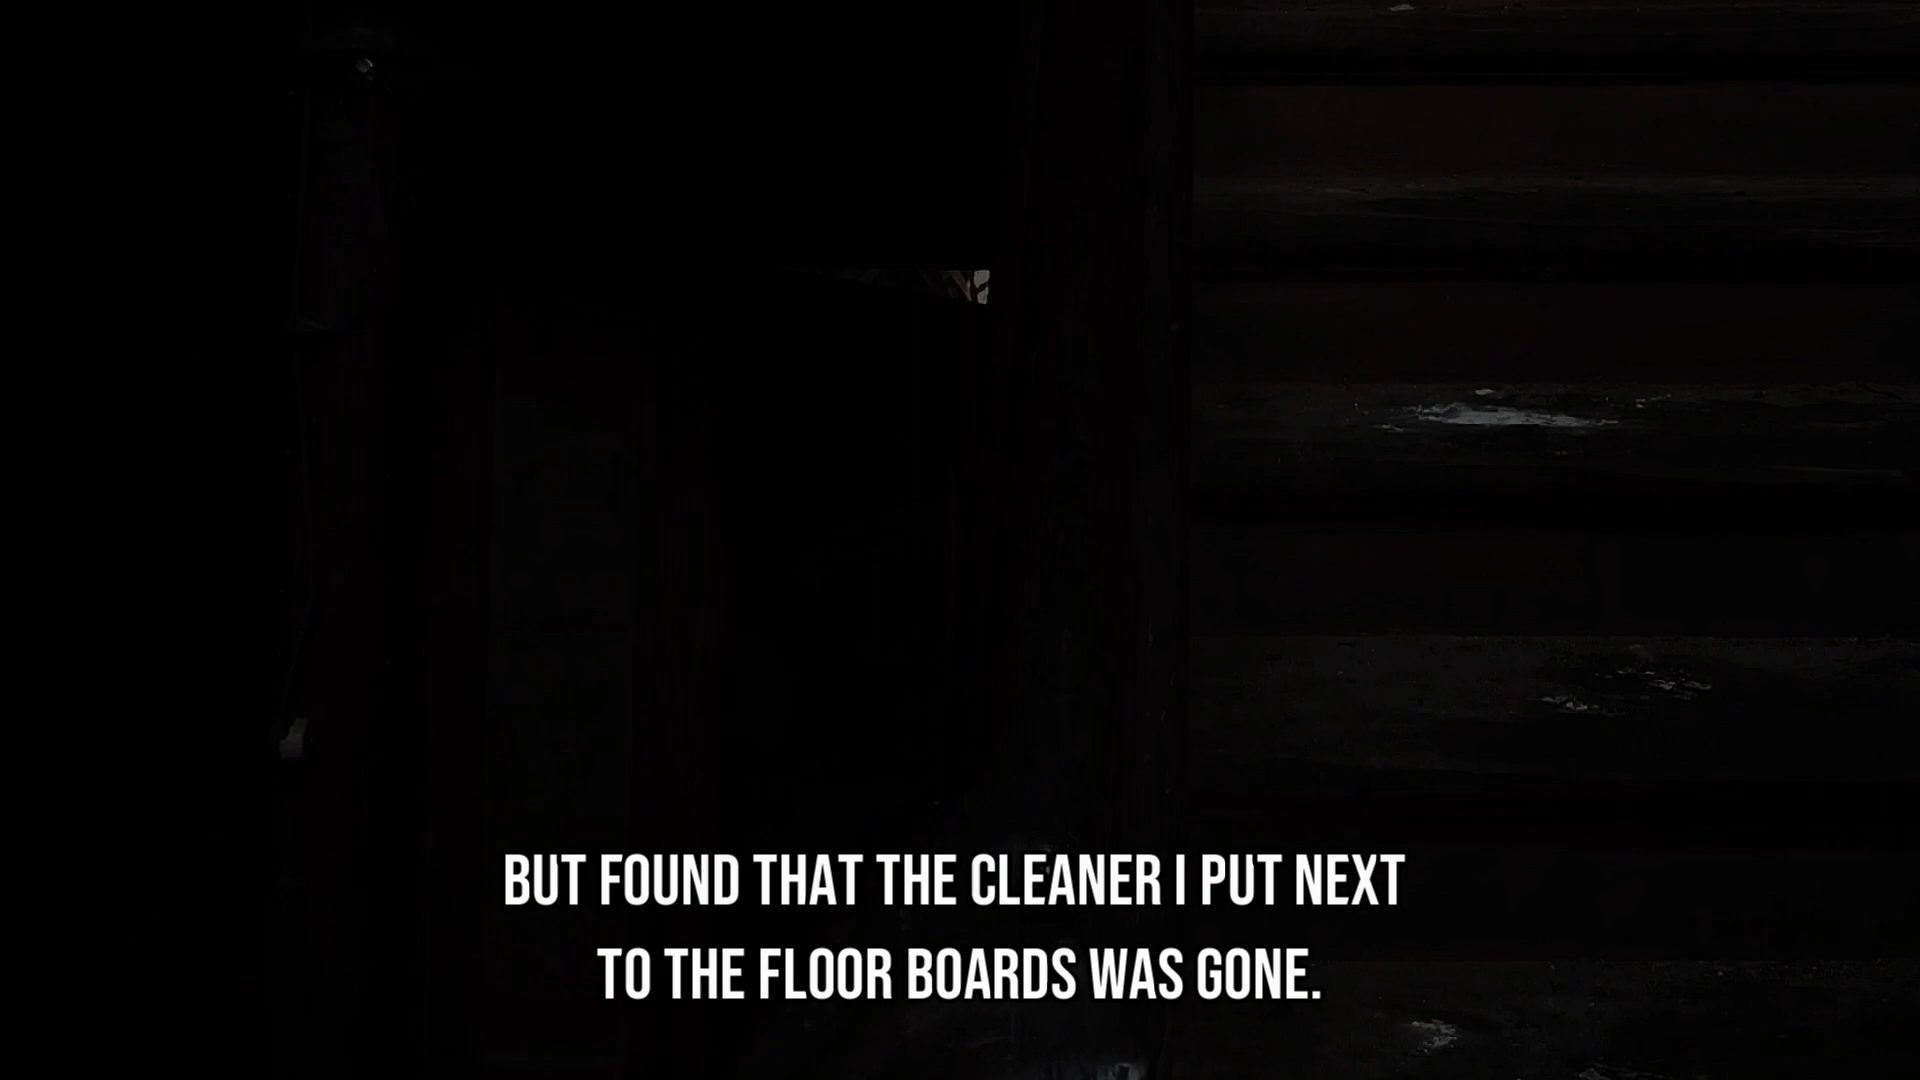 BUT FOUND THAT THE CLEANER I PUT NEXT
TO THE FLOOR BOARDS WAS GONE.